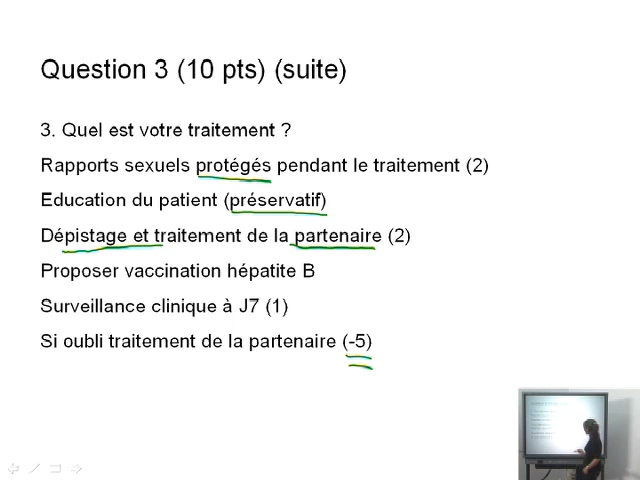 Question 3 (10 pts) (suite)
3. Quel est votre traitement ?
Rapports sexuels protégés pendant le traitement (2)
Education du patient (préservatif)
Dépistage et traitement de la partenaire (2)
Proposer vaccination hépatite B
Surveillance clinique à J7 (1)
Si oubli traitement de la partenaire (-5)